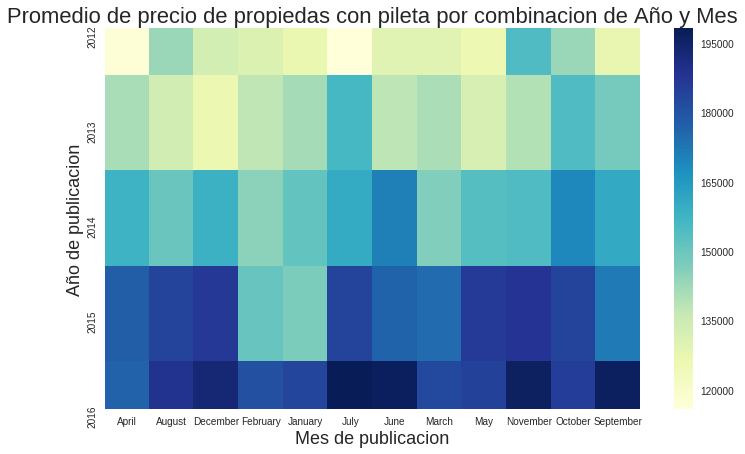 Promedio de precio de propiedas con pileta por combinacion de Año y Mes
Año de publicacion
2012
2013
2014
2015
2016
April August December February January July June March May November October September
Mes de publicacion
195000
180000
165000
150000
135000
120000